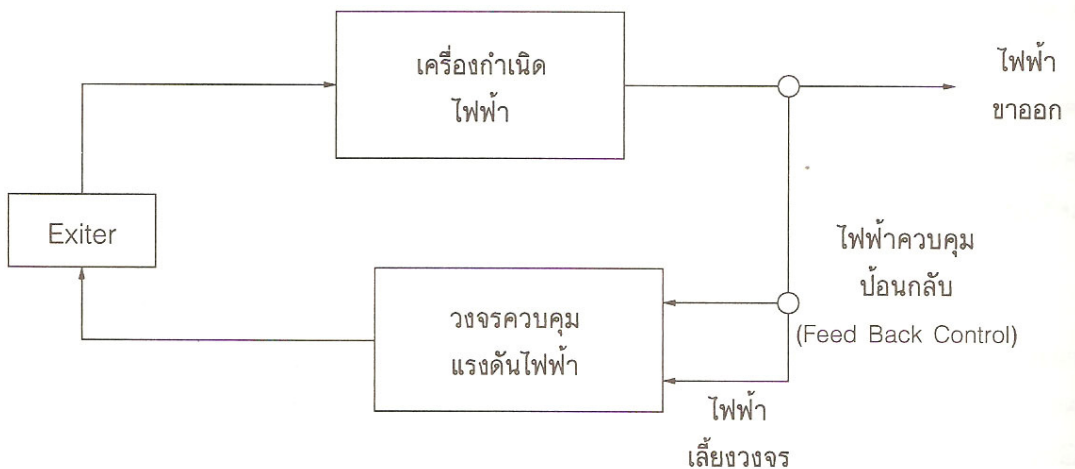 เครื่องกำเนิด
ไฟฟ้า
ไฟฟ้า
ขาออก
Exiter
ไฟฟ้าควบคุม
ป้อนกลับ
(Feed Back Control)
วงจรควบคุม
แรงดันไฟฟ้า
ไฟฟ้า
เลี้ยงวงจร